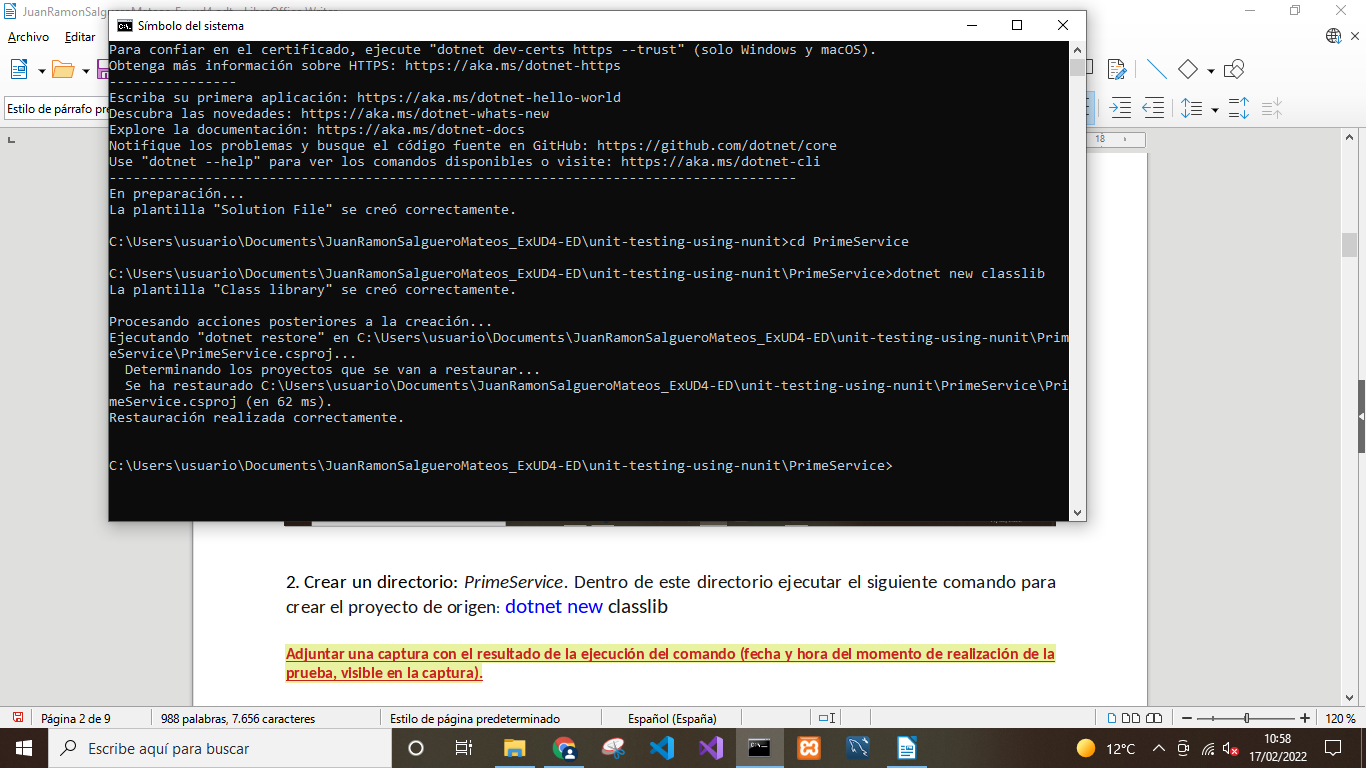 JuanRamonSalgu
Símbolo del sistema
Archivo Editar
Estilo de párrafo pr
Para confiar en el certificado, ejecute "dotnet dev-certs https --trust" (solo Windows y macOS).
Obtenga más información sobre HTTPS: https://aka.ms/dotnet-https
----------------
Escriba su primera aplicación: https://aka.ms/dotnet-hello-world
Descubra las novedades: https://aka.ms/dotnet-whats-new
Explore la documentación: https://aka.ms/dotnet-docs
Notifique los problemas y busque el código fuente en GitHub: https://github.com/dotnet/core
Use "dotnet --help" para ver los comandos disponibles o visite: https://aka.ms/dotnet-cli
--------------------------------------------------------------------------------------
En preparación...
La plantilla "Solution File" se creó correctamente.
C:\Users\usuario\Documents\JuanRamonSalgueroMateos_ExUD4-ED\unit-testing-using-nunit>cd PrimeService
C:\Users\usuario\Documents\JuanRamonSalgueroMateos_ExUD4-ED\unit-testing-using-nunit\PrimeService>dotnet new classlib
La plantilla "Class library" se creó correctamente.
Procesando acciones posteriores a la creación...
Ejecutando "dotnet restore" en C:\Users\usuario\Documents\JuanRamonSalgueroMateos_ExUD4-ED\unit-testing-using-nunit\Prim
eService\PrimeService.csproj...
Determinando los proyectos que se van a restaurar...
Se ha restaurado C:\Users\usuario\Documents\JuanRamonSalgueroMateos_ExUD4-ED\unit-testing-using-nunit\PrimeService\Pri
meService.csproj (en 62 ms).
Restauración realizada correctamente.
C:\Users\usuario\Documents\JuanRamonSalgueroMateos_ExUD4-ED\unit-testing-using-nunit\PrimeService>
18
2. Crear un directorio: PrimeService. Dentro de este directorio ejecutar el siguiente comando para
crear el proyecto de origen: dotnet new classlib
Adjuntar una captura con el resultado de la ejecución del comando (fecha y hora del momento de realización de la
prueba, visible en la captura).
Página 2 de 9 988 palabras, 7.656 caracteres Estilo de página predeterminado Español (España) 120 %
Escribe aquí para buscar 12°C 10:58
17/02/2022